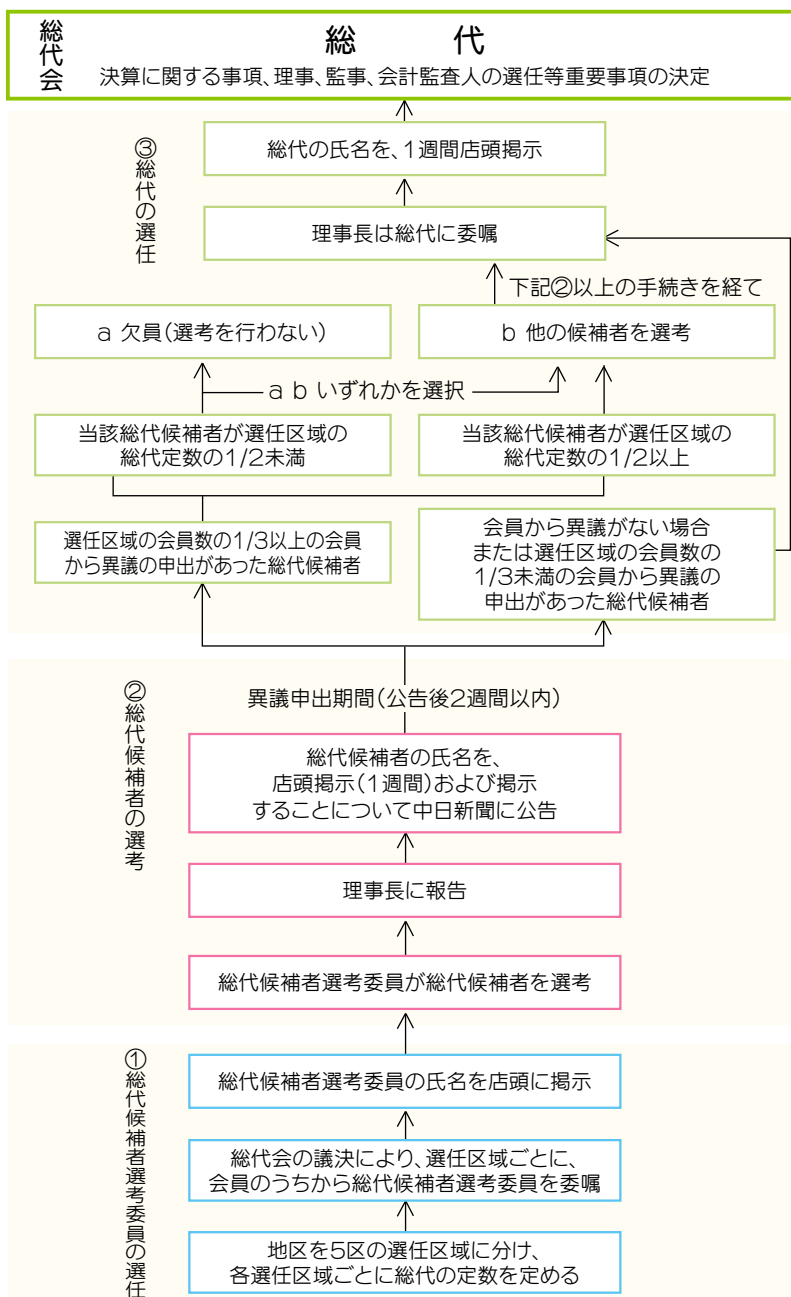 総代会
総 代
決算に関する事項、理事、監事、会計監査人の選任等重要事項の決定
③総代の選任
総代の氏名を、1週間店頭掲示
理事長は総代に委嘱
下記②以上の手続きを経て
a 欠員(選考を行わない)
b 他の候補者を選考
a b いずれかを選択
当該総代候補者が選任区域の
総代定数の1/2未満
当該総代候補者が選任区域の
総代定数の1/2以上
選任区域の会員数の1/3以上の会員
から異議の申出があった総代候補者
会員から異議がない場合
または選任区域の会員数の
1/3未満の会員から異議の
申出があった総代候補者
②総代候補者の選考
異議申出期間(公告後2週間以内)
総代候補者の氏名を、
店頭掲示(1週間)および掲示
することについて中日新聞に公告
理事長に報告
総代候補者選考委員が総代候補者を選考
①総代候補者選考委員の選任
総代候補者選考委員の氏名を店頭に掲示
総代会の議決により、選任区域ごとに、
会員のうちから総代候補者選考委員を委嘱
地区を5区の選任区域に分け、
各選任区域ごとに総代の定数を定める